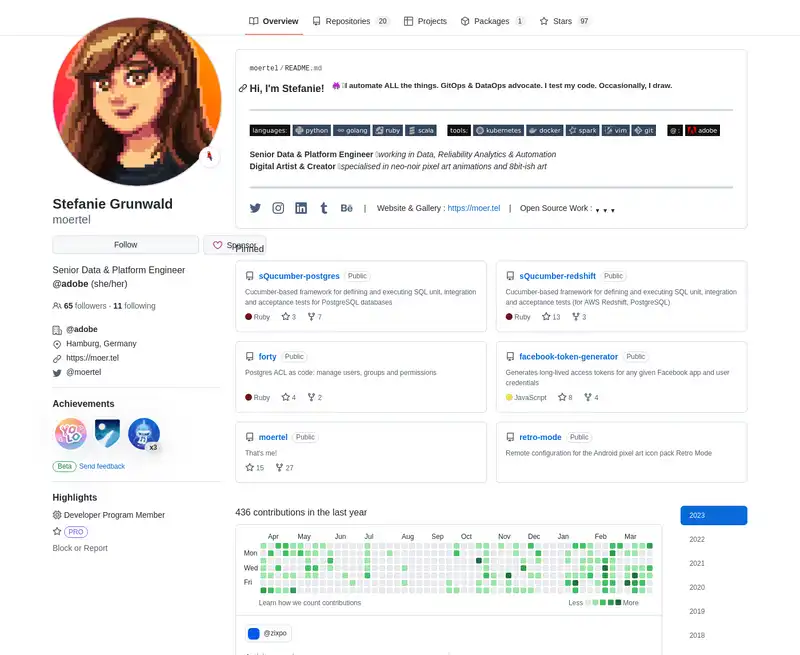 Overview Repositories 20 Projects Packages 1 Stars 97
moertel/README.md
Hi, I'm Stefanie! I automate ALL the things. GitOps & DataOps advocate. I test my code. Occasionally, I draw.
languages: python golang ruby scala tools: kubernetes docker spark vim git @: adobe
Senior Data & Platform Engineer working in Data, Reliability Analytics & Automation
Digital Artist & Creator specialised in neo-noir pixel art animations and 8bit-ish art
Bē | Website & Gallery : https://moer.tel | Open Source Work :
Stefanie Grunwald
moertel
Follow Sponsor
Senior Data & Platform Engineer
@adobe (she/her)
65 followers · 11 following
@adobe
Hamburg, Germany
https://moer.tel
@moertel
Achievements
YOLO
x3
Beta Send feedback
Highlights
Developer Program Member
PRO
Block or Report
Pinned
sQucumber-postgres Public
Cucumber-based framework for defining and executing SQL unit, integration
and acceptance tests for PostgreSQL databases
Ruby 3 7
sQucumber-redshift Public
Cucumber-based framework for defining and executing SQL unit, integration
and acceptance tests (for AWS Redshift, PostgreSQL)
Ruby 13 3
forty Public
Postgres ACL as code: manage users, groups and permissions
Ruby 4 2
facebook-token-generator Public
Generates long-lived access tokens for any given Facebook app and user
credentials
JavaScript 8 4
moertel Public
That's me!
15 27
retro-mode Public
Remote configuration for the Android pixel art icon pack Retro Mode
436 contributions in the last year
Apr May Jun Jul Aug Sep Oct Nov Dec Jan Feb Mar
Mon
Wed
Fri
Learn how we count contributions Less More
@zixpo
2023
2022
2021
2020
2019
2018